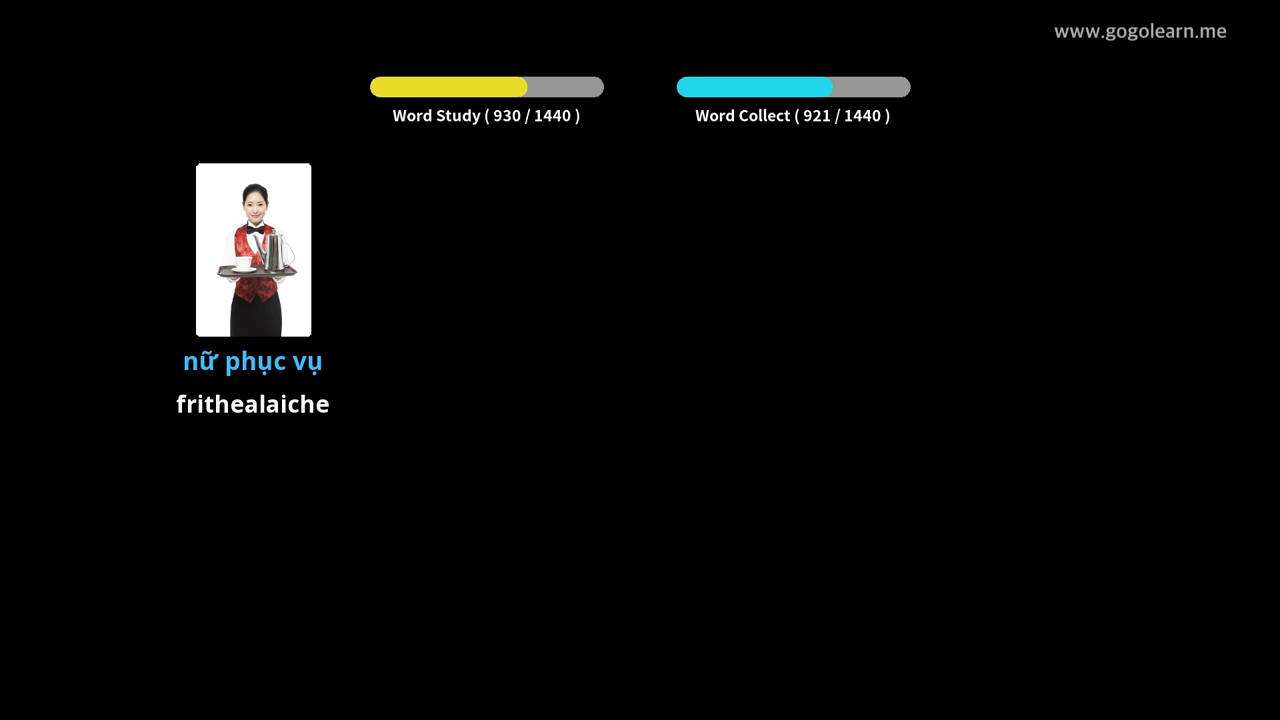 www.gogolearn.me
Word Study ( 930 / 1440 )
Word Collect ( 921 / 1440 )
nữ phục vụ
frithealaiche